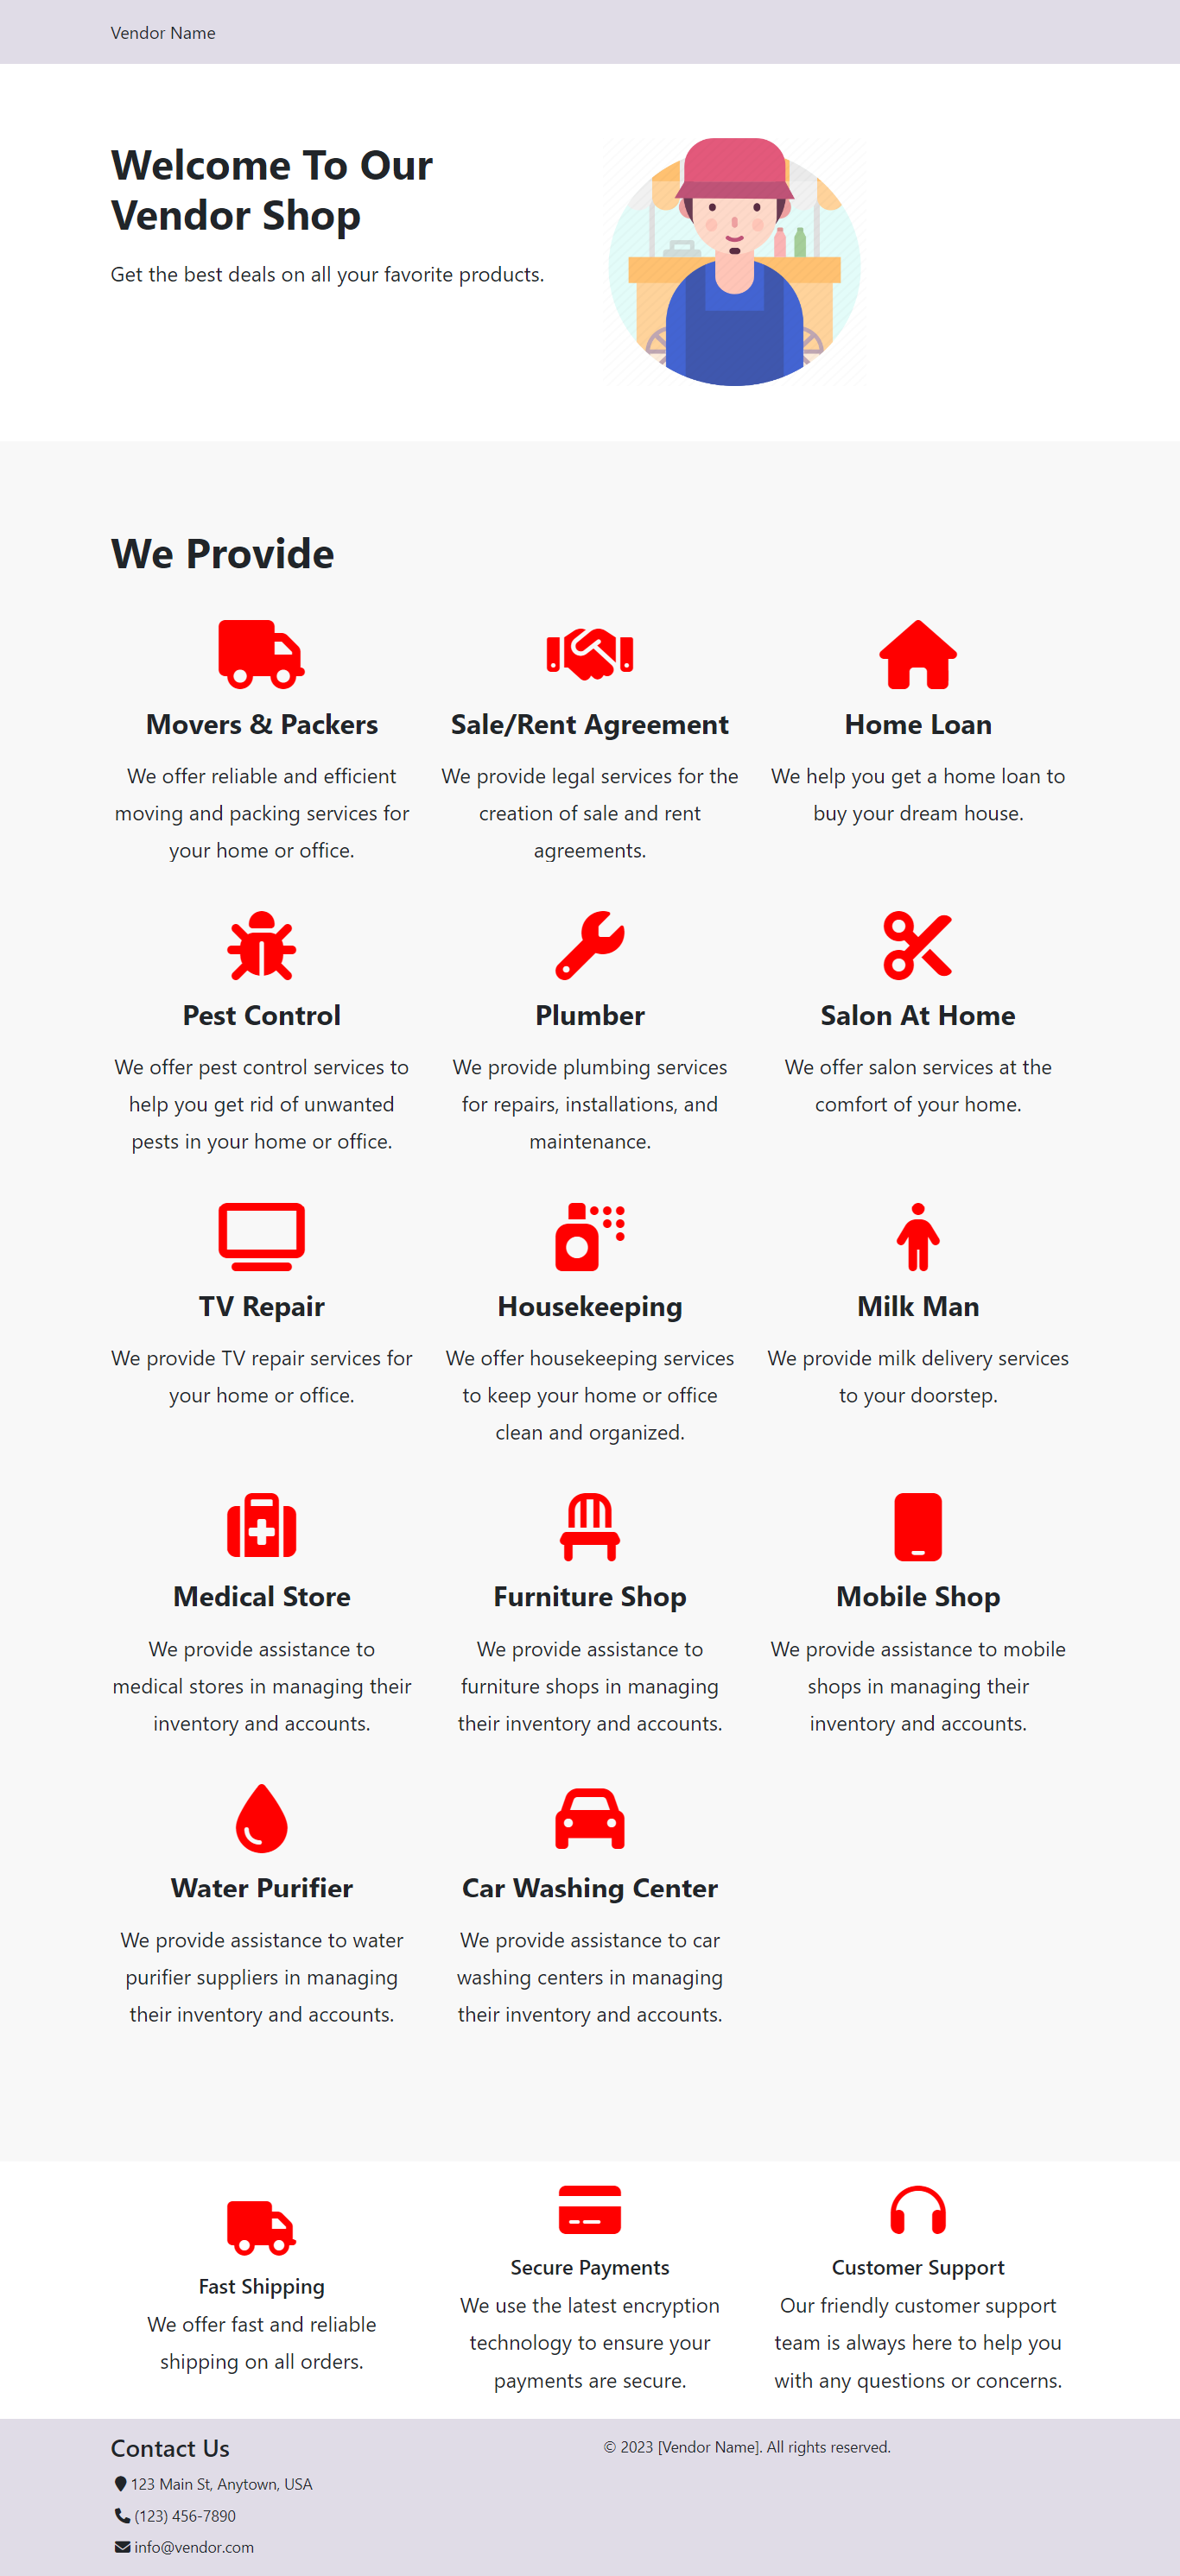 Vendor Name
Welcome To Our
Vendor Shop
Get the best deals on all your favorite products.
We Provide
Movers & Packers
We offer reliable and efficient
moving and packing services for
your home or office.
Sale/Rent Agreement
We provide legal services for the
creation of sale and rent
agreements.
Home Loan
We help you get a home loan to
buy your dream house.
Pest Control
We offer pest control services to
help you get rid of unwanted
pests in your home or office.
Plumber
We provide plumbing services
for repairs, installations, and
maintenance.
Salon At Home
We offer salon services at the
comfort of your home.
TV Repair
We provide TV repair services for
your home or office.
Housekeeping
We offer housekeeping services
to keep your home or office
clean and organized.
Milk Man
We provide milk delivery services
to your doorstep.
Medical Store
We provide assistance to
medical stores in managing their
inventory and accounts.
Furniture Shop
We provide assistance to
furniture shops in managing
their inventory and accounts.
Mobile Shop
We provide assistance to mobile
shops in managing their
inventory and accounts.
Water Purifier
We provide assistance to water
purifier suppliers in managing
their inventory and accounts.
Car Washing Center
We provide assistance to car
washing centers in managing
their inventory and accounts.
Fast Shipping
We offer fast and reliable
shipping on all orders.
Secure Payments
We use the latest encryption
technology to ensure your
payments are secure.
Customer Support
Our friendly customer support
team is always here to help you
with any questions or concerns.
Contact Us
123 Main St, Anytown, USA
(123) 456-7890
info@vendor.com
© 2023 [Vendor Name]. All rights reserved.